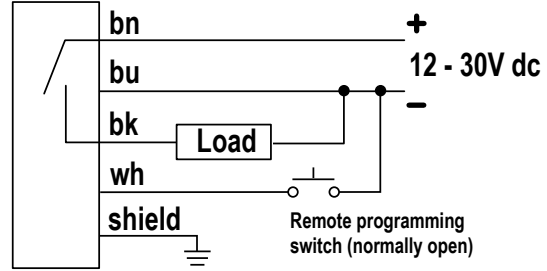 bn
+
12 - 30V dc
bu
−
bk
Load
wh
shield
Remote programming
switch (normally open)